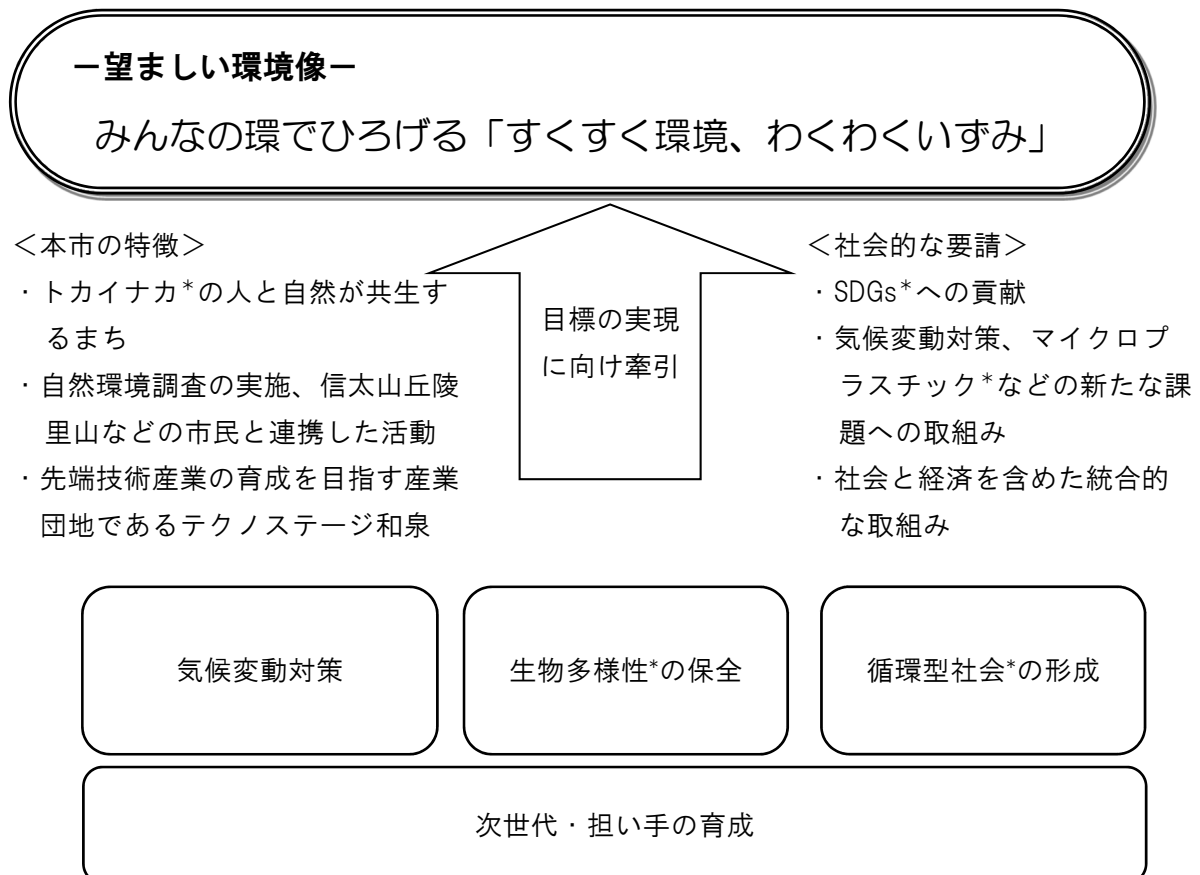 －望ましい環境像－
みんなの環でひろげる「すくすく環境、わくわくいずみ」
＜本市の特徴＞
・トカイナカ*の人と自然が共生す
るまち
・自然環境調査の実施、信太山丘陵
里山などの市民と連携した活動
・先端技術産業の育成を目指す産業
団地であるテクノステージ和泉
目標の実現
に向け牽引
＜社会的な要請＞
・SDGs*への貢献
・気候変動対策、マイクロプ
ラスチック*などの新たな課
題への取組み
・社会と経済を含めた統合的
な取組み
気候変動対策
生物多様性*の保全
循環型社会*の形成
次世代・担い手の育成